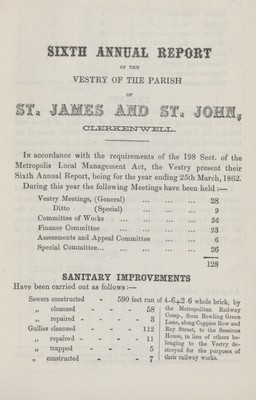 SIXTH ANNUAL REPORT
OF THE
VESTRY OF THE PARISH
OF
ST. JAMES AND ST. JOHN,
CLERKENWELL.
IN accordance with the requirements of the 198 Sect. of the
Metropolis Local Management Act, the Vestry present their
Sixth Annual Report, being for the year ending 25th March, 1862.
During this year the following Meetings have been held :—
Vestry Meetings, (General) ... ... ... 28
Ditto (Special) ... ... ... 9
Committee of Works ... ... ... ... 36
Finance Committee ... ... ... ... 23
Assessments and Appeal Committee ... ... 6
Special Committee... ... ... ... ... 26
128
SANITARY IMPROVEMENTS
Have been carried out as follows :—
Sewers constructed - 590 feet run of 4-6+2 6 whole brick, by
„ cleansed - - - 58 the Metropolitan Railway
„ repaired - - - 3 Comp., from Bowling Green
Gullies cleansed - - - 112 Lane, along Coppice Row and
„ repaired - - - 11 Ray Street, to the Sessions
„ trapped - - - 5 House, in lieu of others be-
„ constructed - - 7 longing to the Vestry de-
stroyed for the purposes of
their railway works.